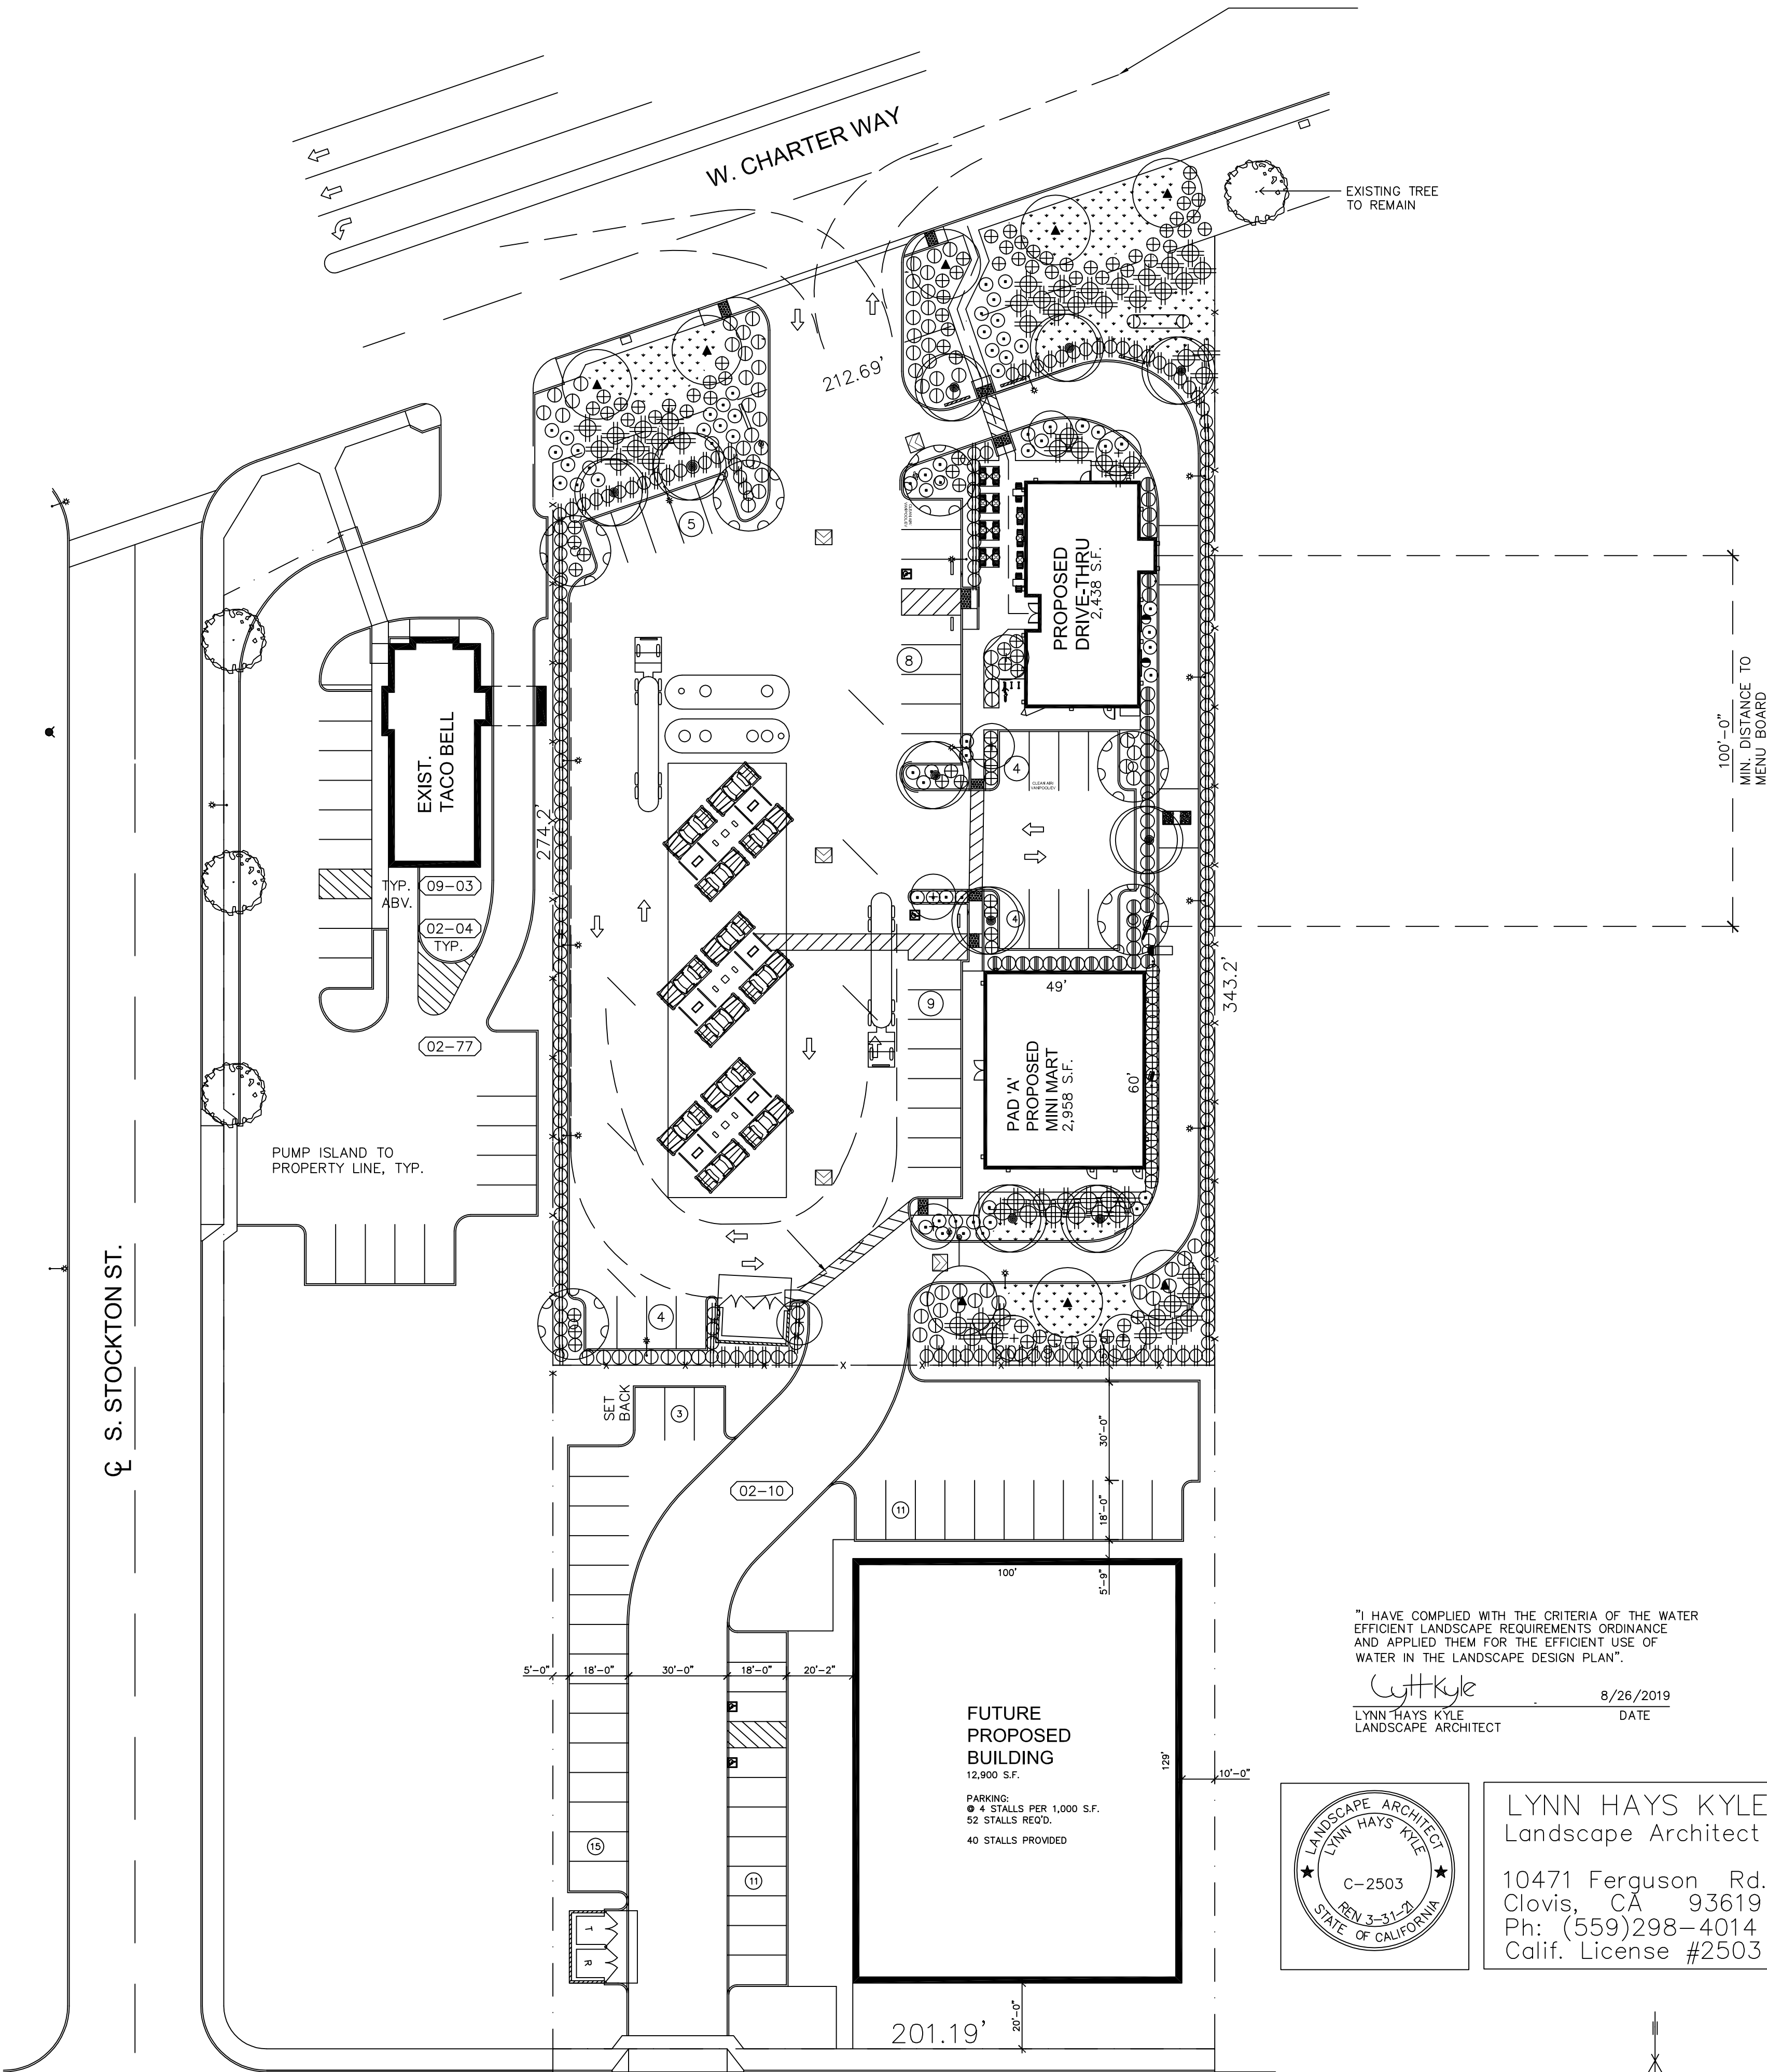 W. CHARTER WAY
EXISTING TREE
TO REMAIN
212.69'
5
PROPOSED
DRIVE-THRU
2,438 S.F.
8
EXIST.
TACO BELL
274.2'
100'-0"
MIN. DISTANCE TO
MENU BOARD
4
CLEAN AIR/
VANPOOL/EV
TYP.
ABV.
09-03
02-04
TYP.
4
9
49'
343.2'
02-77
PAD 'A'
PROPOSED
MINI MART
2,958 S.F.
60'
PUMP ISLAND TO
PROPERTY LINE, TYP.
℄ S. STOCKTON ST.
4
SET
BACK
3
30'-0"
02-10
11
18'-0"
100'
5'-9"
5'-0"
18'-0"
30'-0"
18'-0"
20'-2"
FUTURE
PROPOSED
BUILDING
12,900 S.F.
129'
10'-0"
PARKING:
@ 4 STALLS PER 1,000 S.F.
52 STALLS REQ'D.
40 STALLS PROVIDED
15
11
T
R
201.19'
20'-0"
"I HAVE COMPLIED WITH THE CRITERIA OF THE WATER
EFFICIENT LANDSCAPE REQUIREMENTS ORDINANCE
AND APPLIED THEM FOR THE EFFICIENT USE OF
WATER IN THE LANDSCAPE DESIGN PLAN".
8/26/2019
LYNN HAYS KYLE
DATE
LANDSCAPE ARCHITECT
LANDSCAPE ARCHITECT
LYNN HAYS KYLE
C-2503
REN 3-31-21
STATE OF CALIFORNIA
LYNN HAYS KYLE
Landscape Architect
10471 Ferguson Rd.
Clovis, CA 93619
Ph: (559)298-4014
Calif. License #2503